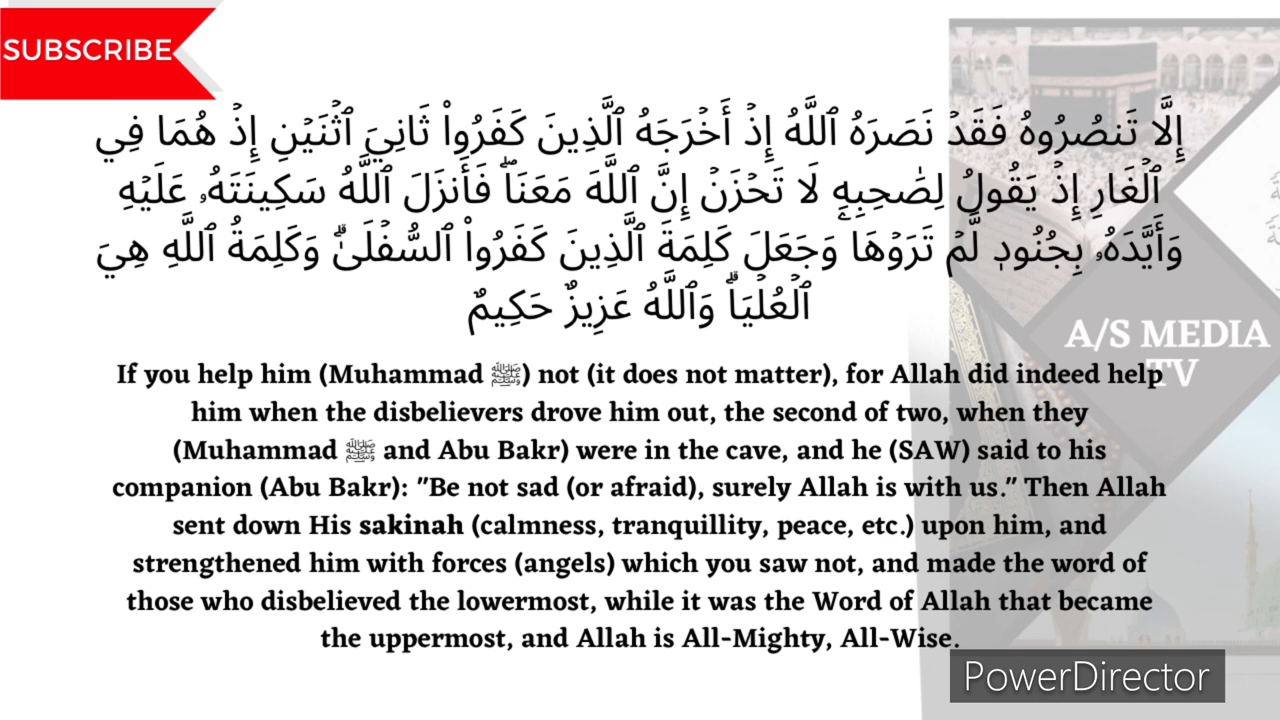 SUBSCRIBE
إِلَّا تَنصُرُوهُ فَقَدۡ نَصَرَهُ ٱللَّهُ إِذۡ أَخۡرَجَهُ ٱلَّذِينَ كَفَرُواْ ثَانِيَ ٱثۡنَيۡنِ إِذۡ هُمَا فِي
ٱلۡغَارِ إِذۡ يَقُولُ لِصَٰحِبِهِۦ لَا تَحۡزَنۡ إِنَّ ٱللَّهَ مَعَنَاۖ فَأَنزَلَ ٱللَّهُ سَكِينَتَهُۥ عَلَيۡهِ
وَأَيَّدَهُۥ بِجُنُودٖ لَّمۡ تَرَوۡهَا وَجَعَلَ كَلِمَةَ ٱلَّذِينَ كَفَرُواْ ٱلسُّفۡلَىٰۗ وَكَلِمَةُ ٱللَّهِ هِيَ
ٱلۡعُلۡيَاۗ وَٱللَّهُ عَزِيزٌ حَكِيمٌ
A/S MEDIA
TV
If you help him (Muhammad ﷺ) not (it does not matter), for Allah did indeed help
him when the disbelievers drove him out, the second of two, when they
(Muhammad ﷺ and Abu Bakr) were in the cave, and he (SAW) said to his
companion (Abu Bakr): "Be not sad (or afraid), surely Allah is with us." Then Allah
sent down His sakinah (calmness, tranquillity, peace, etc.) upon him, and
strengthened him with forces (angels) which you saw not, and made the word of
those who disbelieved the lowermost, while it was the Word of Allah that became
the uppermost, and Allah is All-Mighty, All-Wise.
PowerDirector